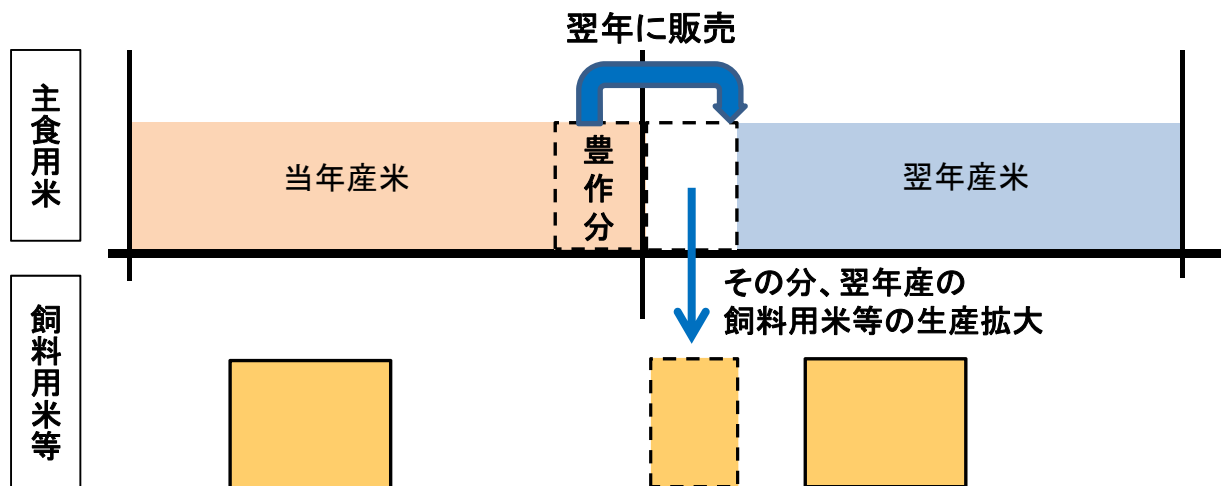 翌年に販売
主食用米
当年産米
豊作分
翌年産米
その分、翌年産の
飼料用米等の生産拡大
飼料用米等